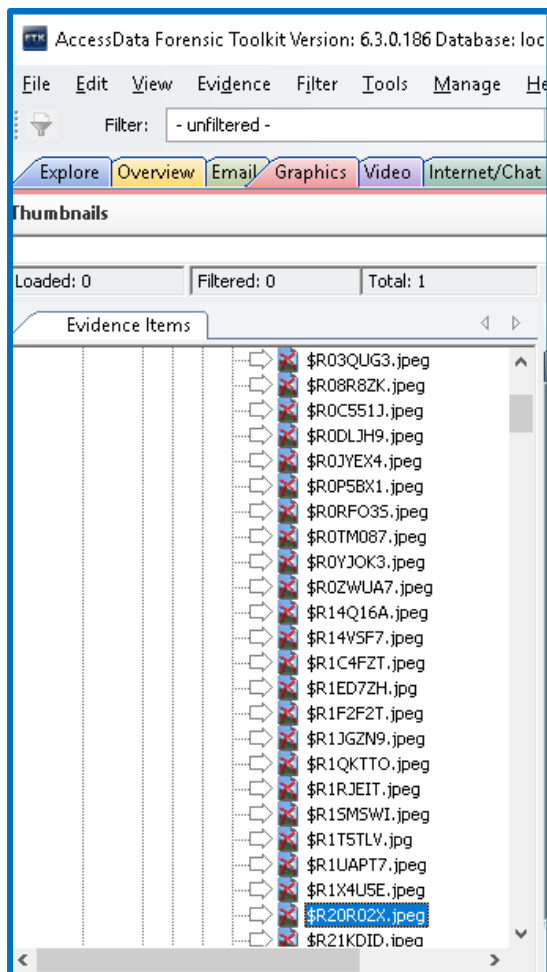 FTK AccessData Forensic Toolkit Version: 6.3.0.186 Database: loc
File Edit View Evidence Filter Tools Manage He
Filter: - unfiltered -
Explore Overview Email Graphics Video Internet/Chat
Thumbnails
Loaded: 0 Filtered: 0 Total: 1
Evidence Items
$R03QUG3.jpeg
$R08R8ZK.jpeg
$R0C551J.jpeg
$R0DLJH9.jpeg
$R0JYEX4.jpeg
$R0P5BX1.jpeg
$R0RFO3S.jpeg
$R0TM087.jpeg
$R0YJOK3.jpeg
$R0ZWUA7.jpeg
$R14Q16A.jpeg
$R14VSF7.jpeg
$R1C4FZT.jpeg
$R1ED7ZH.jpg
$R1F2F2T.jpeg
$R1JGZN9.jpeg
$R1QKTTO.jpeg
$R1RJEIT.jpeg
$R1SMSWI.jpeg
$R1T5TLV.jpg
$R1UAPT7.jpeg
$R1X4U5E.jpeg
$R20R02X.jpeg
$R21KDID.jpeg